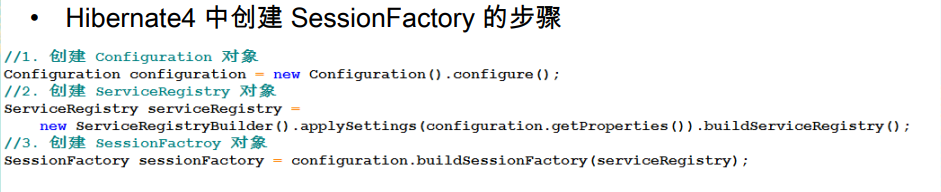 • Hibernate4 中创建 SessionFactory 的步骤
//1. 创建 Configuration 对象
Configuration configuration = new Configuration().configure();
//2. 创建 ServiceRegistry 对象
ServiceRegistry serviceRegistry =
    new ServiceRegistryBuilder().applySettings(configuration.getProperties()).buildServiceRegistry();
//3. 创建 SessionFactroy 对象
SessionFactory sessionFactory = configuration.buildSessionFactory(serviceRegistry);